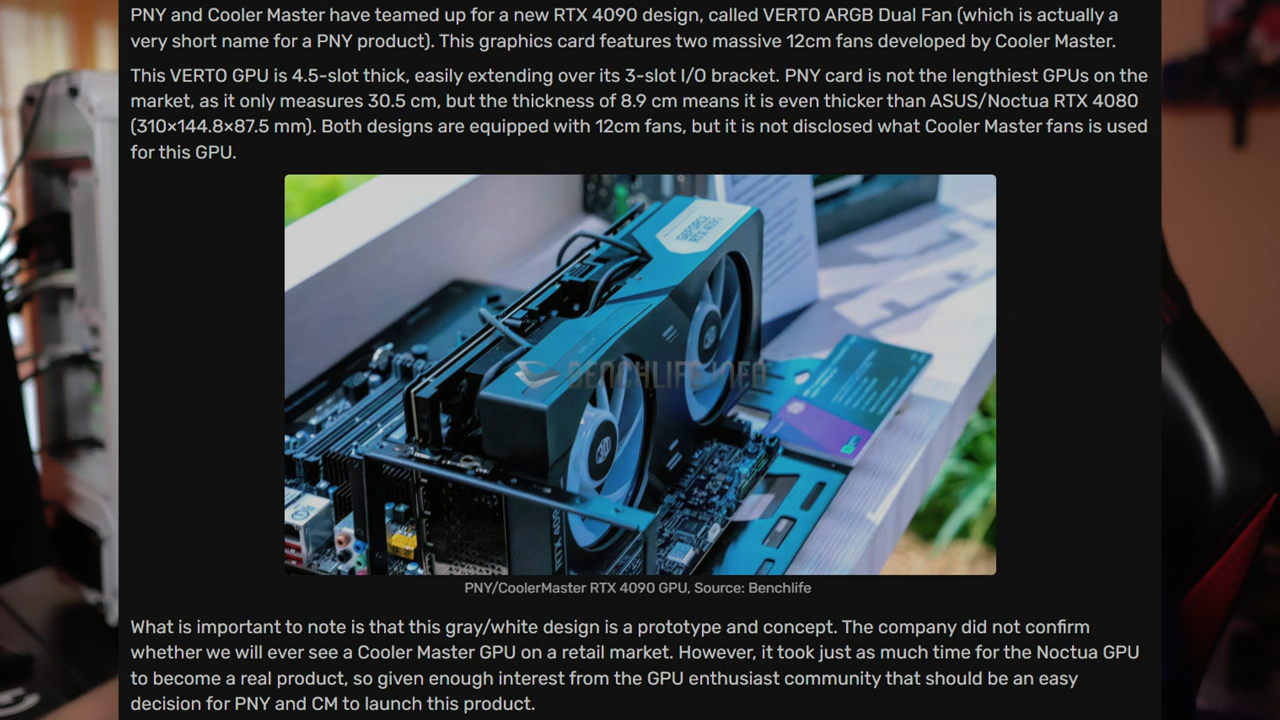 PNY and Cooler Master have teamed up for a new RTX 4090 design, called VERTO ARGB Dual Fan (which is actually a
very short name for a PNY product). This graphics card features two massive 12cm fans developed by Cooler Master.
This VERTO GPU is 4.5-slot thick, easily extending over its 3-slot I/O bracket. PNY card is not the lengthiest GPUs on the
market, as it only measures 30.5 cm, but the thickness of 8.9 cm means it is even thicker than ASUS/Noctua RTX 4080
(310×144.8×87.5 mm). Both designs are equipped with 12cm fans, but it is not disclosed what Cooler Master fans is used
for this GPU.
GEFORCE
RTX 4090
BENCHLIFE.INFO
PNY/CoolerMaster RTX 4090 GPU, Source: Benchlife
What is important to note is that this gray/white design is a prototype and concept. The company did not confirm
whether we will ever see a Cooler Master GPU on a retail market. However, it took just as much time for the Noctua GPU
to become a real product, so given enough interest from the GPU enthusiast community that should be an easy
decision for PNY and CM to launch this product.